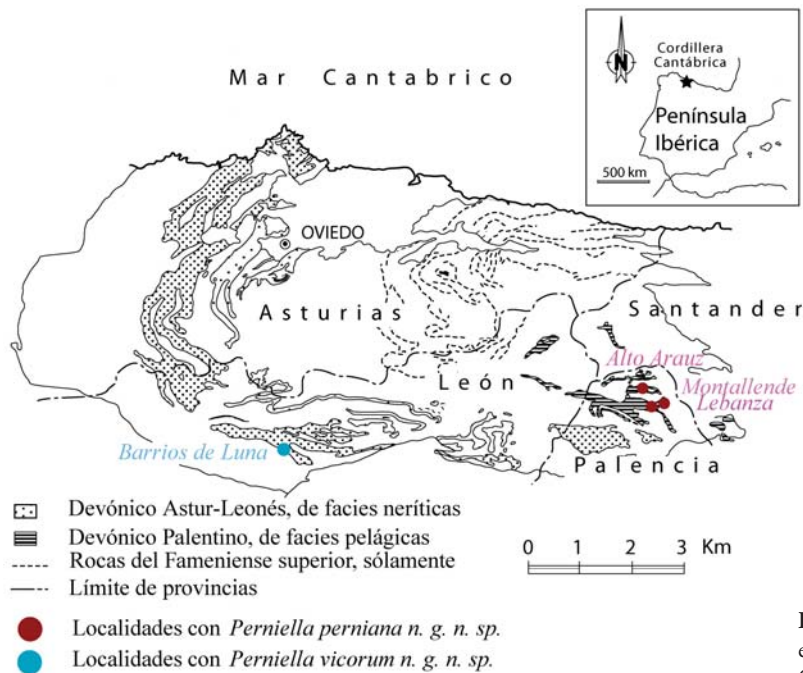 Mar Cantabrico
N
Cordillera
Cantábrica
Península
Ibérica
500 km
OVIEDO
Asturias
Santander
León
Alto Arauz
Montallende
Lebanza
Barrios de Luna
Palencia
Devónico Astur-Leonés, de facies neríticas
Devónico Palentino, de facies pelágicas
Rocas del Fameniense superior, sólamente
Límite de provincias
0 1 2 3 Km
Localidades con Perniella perniana n. g. n. sp.
Localidades con Perniella vicorum n. g. n. sp.